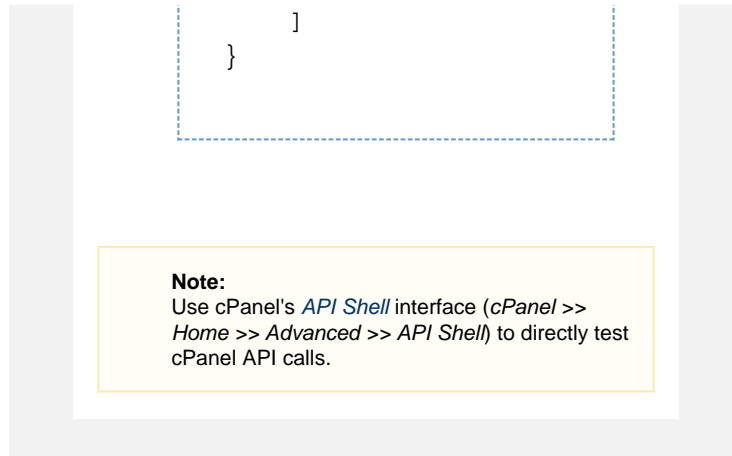 ]
}
Note:
Use cPanel's API Shell interface (cPanel >>
Home >> Advanced >> API Shell) to directly test
cPanel API calls.